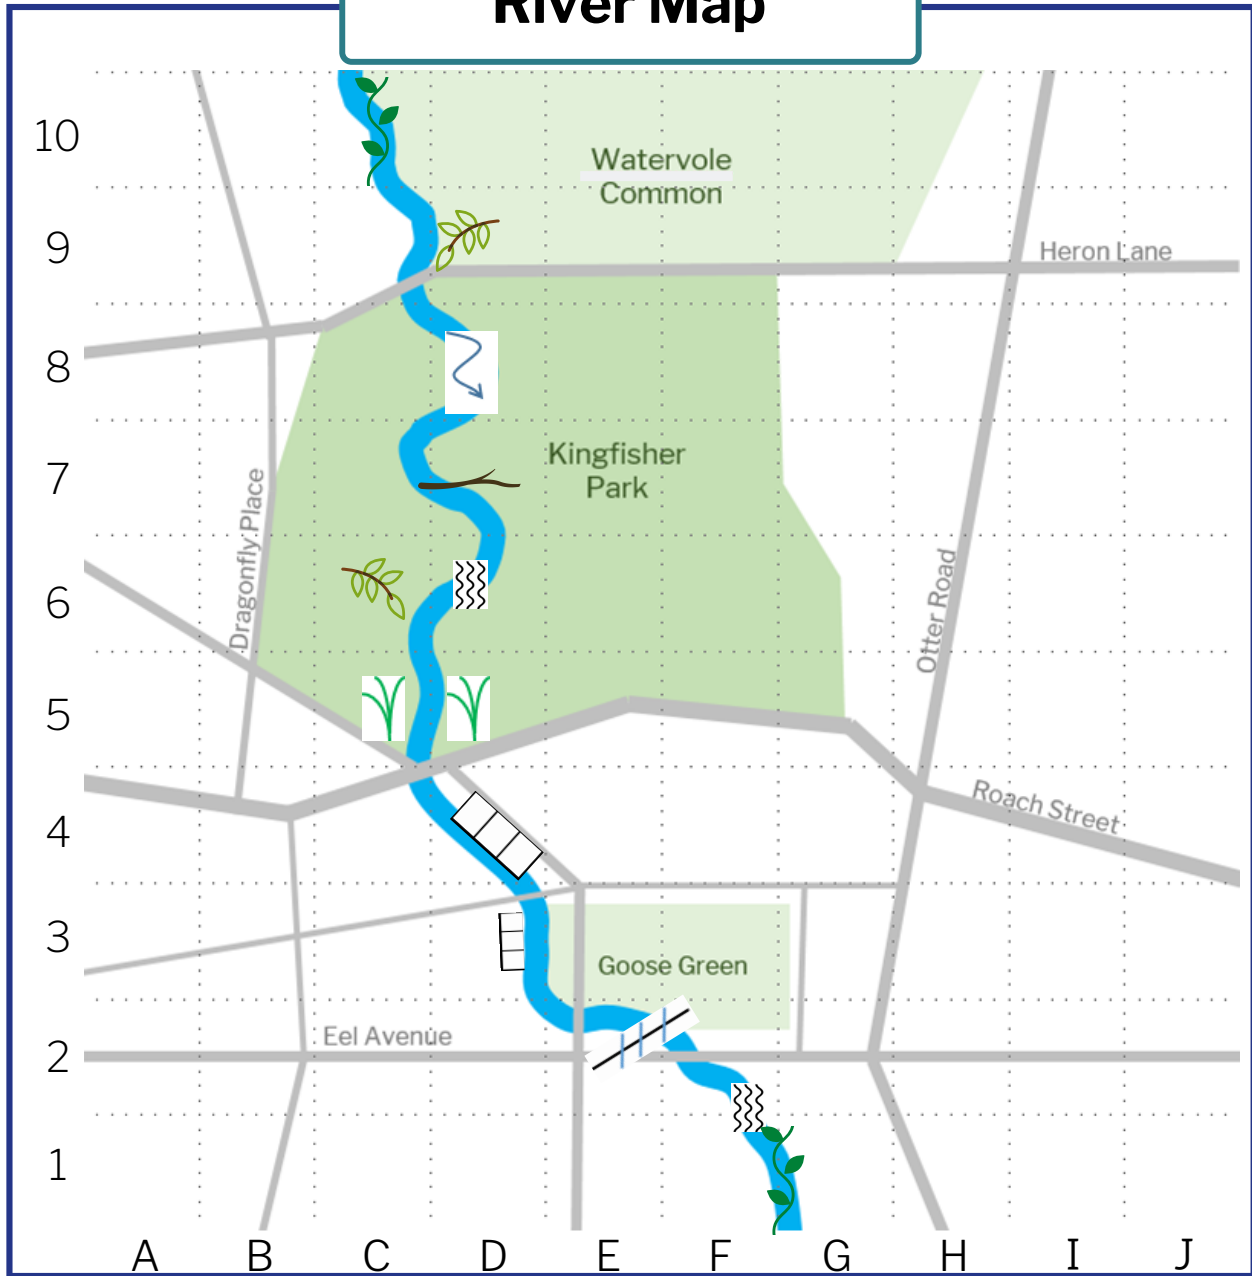 River Map
10
Watervole
Common
9
Heron Lane
8
7
Kingfisher
Park
Dragonfly Place
6
Otter Road
5
4
Roach Street
3
Goose Green
Eel Avenue
2
1
A B C D E F G H I J